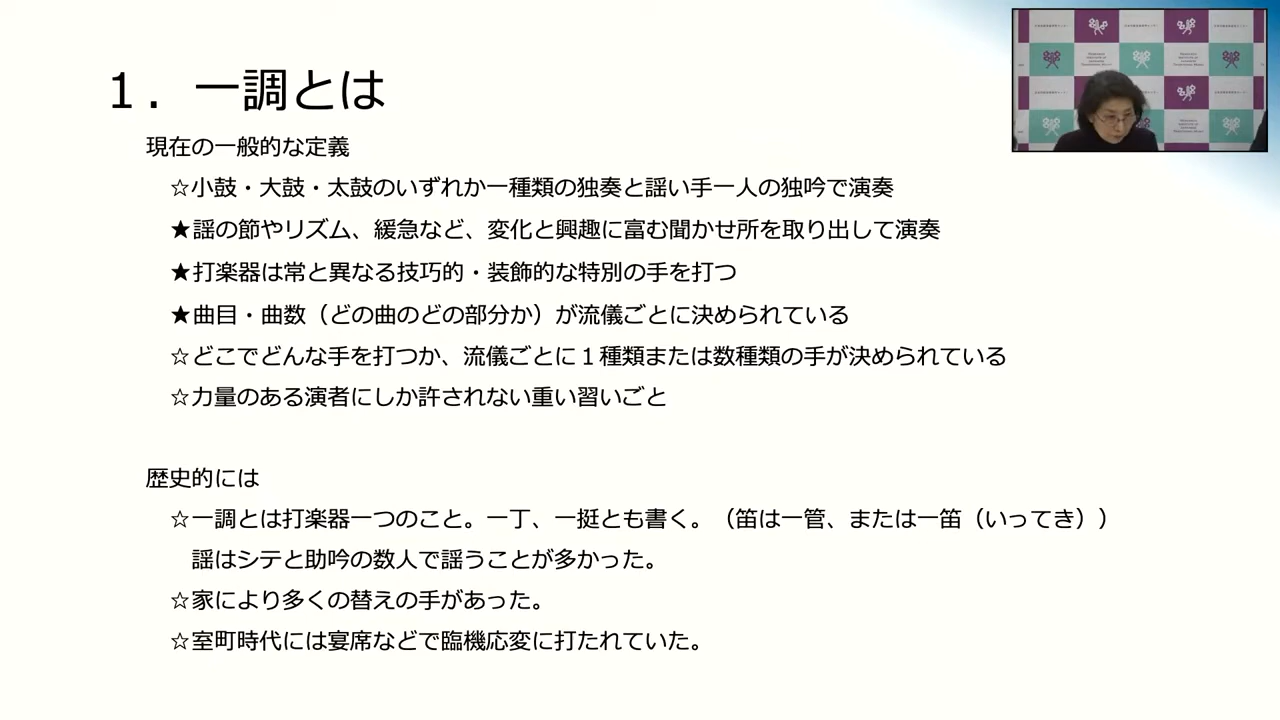 １．一調とは
現在の一般的な定義
☆小鼓・大鼓・太鼓のいずれか一種類の独奏と謡い手一人の独吟で演奏
★謡の節やリズム、緩急など、変化と興趣に富む聞かせ所を取り出して演奏
★打楽器は常と異なる技巧的・装飾的な特別の手を打つ
★曲目・曲数（どの曲のどの部分か）が流儀ごとに決められている
☆どこでどんな手を打つか、流儀ごとに１種類または数種類の手が決められている
☆力量のある演者にしか許されない重い習いごと
歴史的には
☆一調とは打楽器一つのこと。一丁、一挺とも書く。（笛は一管、または一笛（いってき））
謡はシテと助吟の数人で謡うことが多かった。
☆家により多くの替えの手があった。
☆室町時代には宴席などで臨機応変に打たれていた。